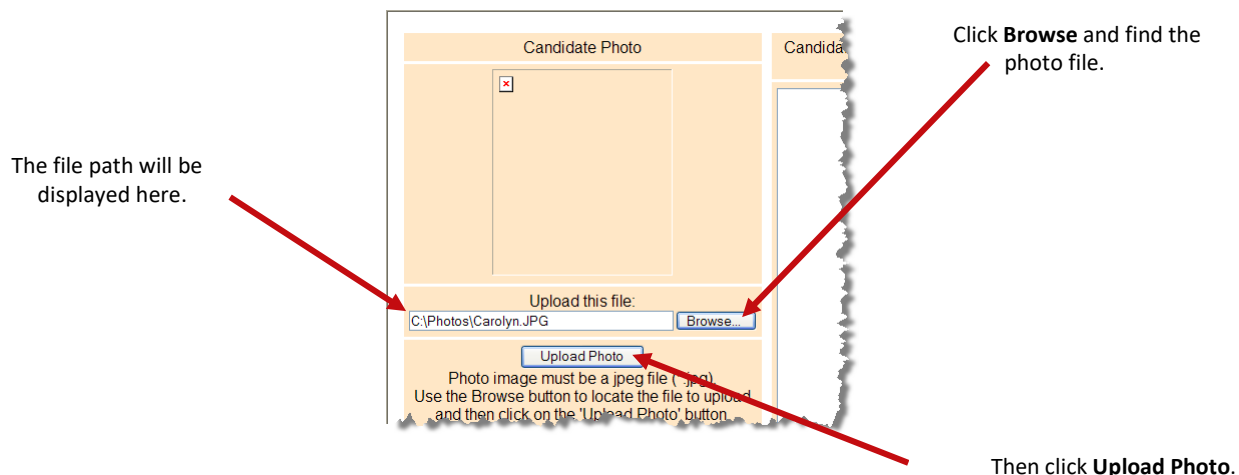 Candidate Photo
Candida
Click Browse and find the
photo file.
The file path will be
displayed here.
Upload this file:
C:\Photos\Carolyn.JPG
Browse...
Upload Photo
Photo image must be a jpeg file (*.jpg).
Use the Browse button to locate the file to upload
and then click on the 'Upload Photo' button
Then click Upload Photo.